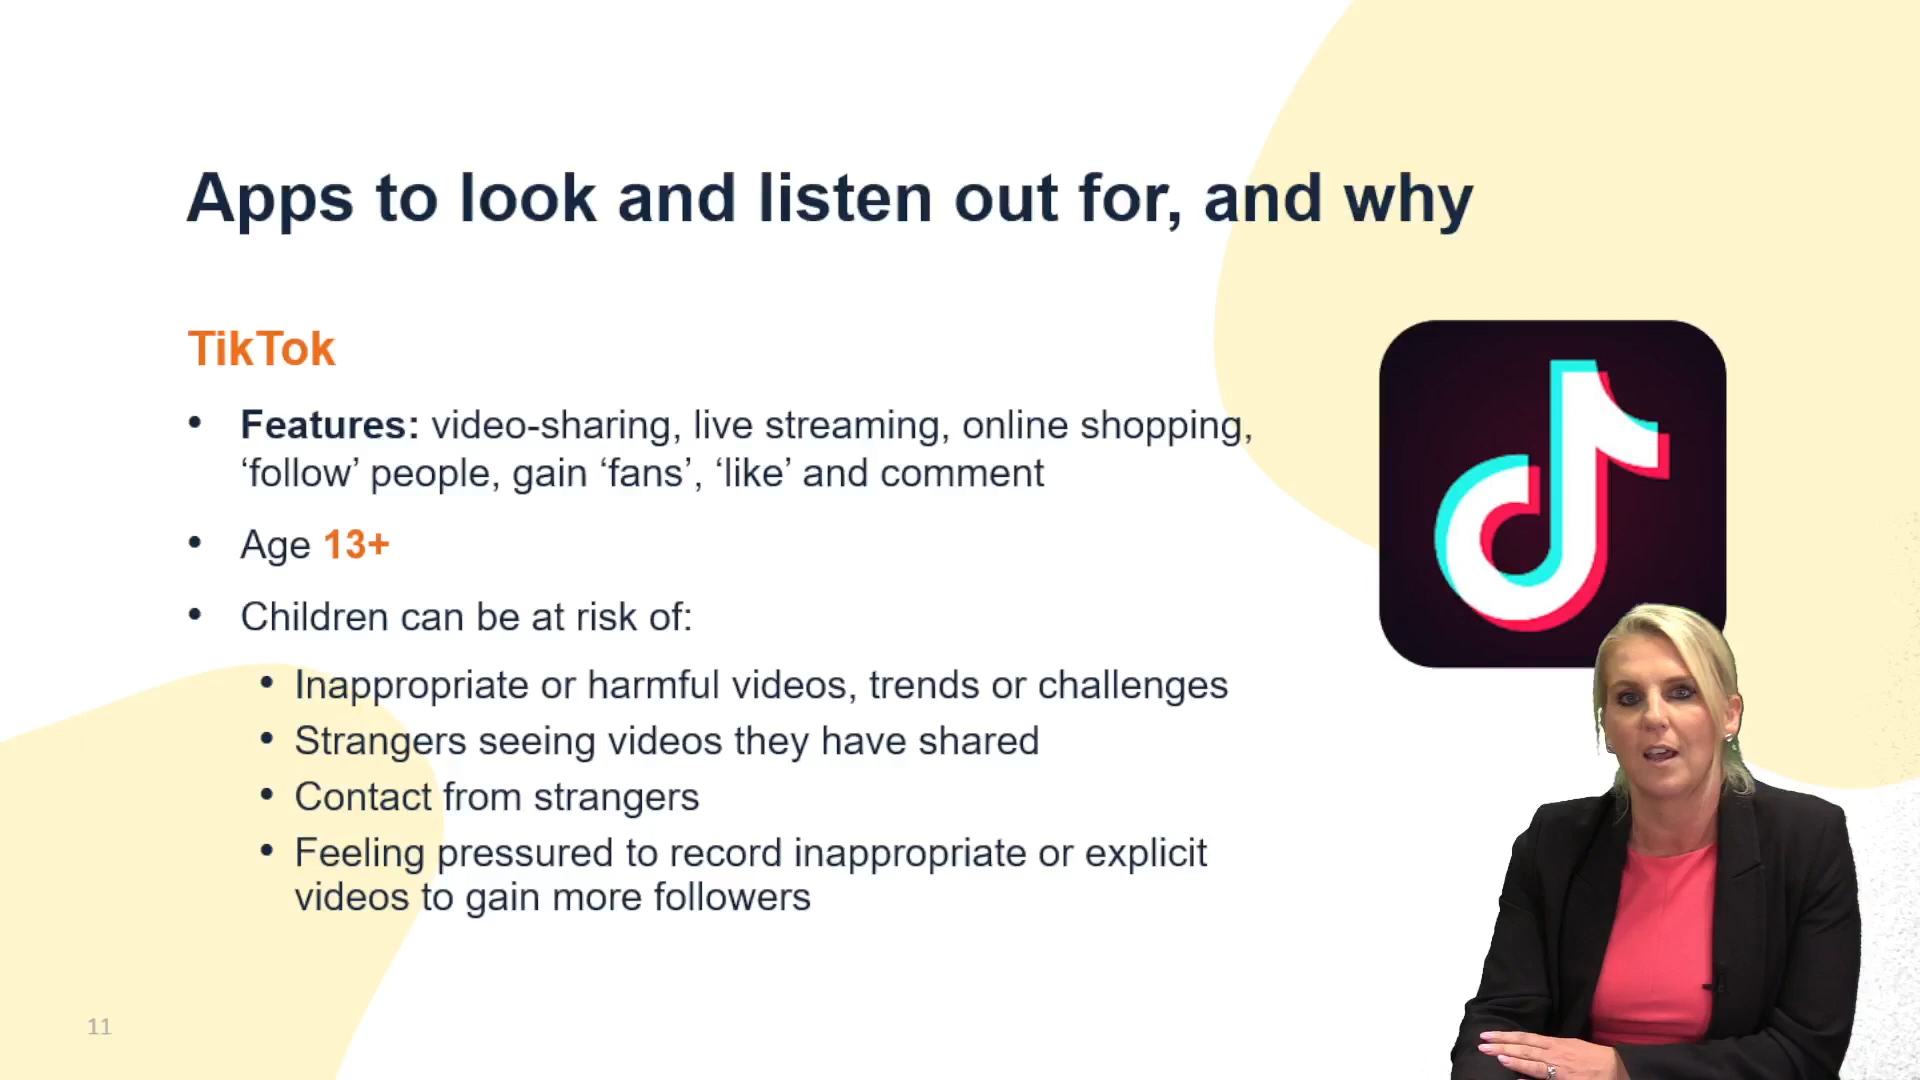 Apps to look and listen out for, and why
TikTok
• Features: video-sharing, live streaming, online shopping,
‘follow’ people, gain ‘fans’, ‘like’ and comment
• Age 13+
• Children can be at risk of:
• Inappropriate or harmful videos, trends or challenges
• Strangers seeing videos they have shared
• Contact from strangers
• Feeling pressured to record inappropriate or explicit
videos to gain more followers
11